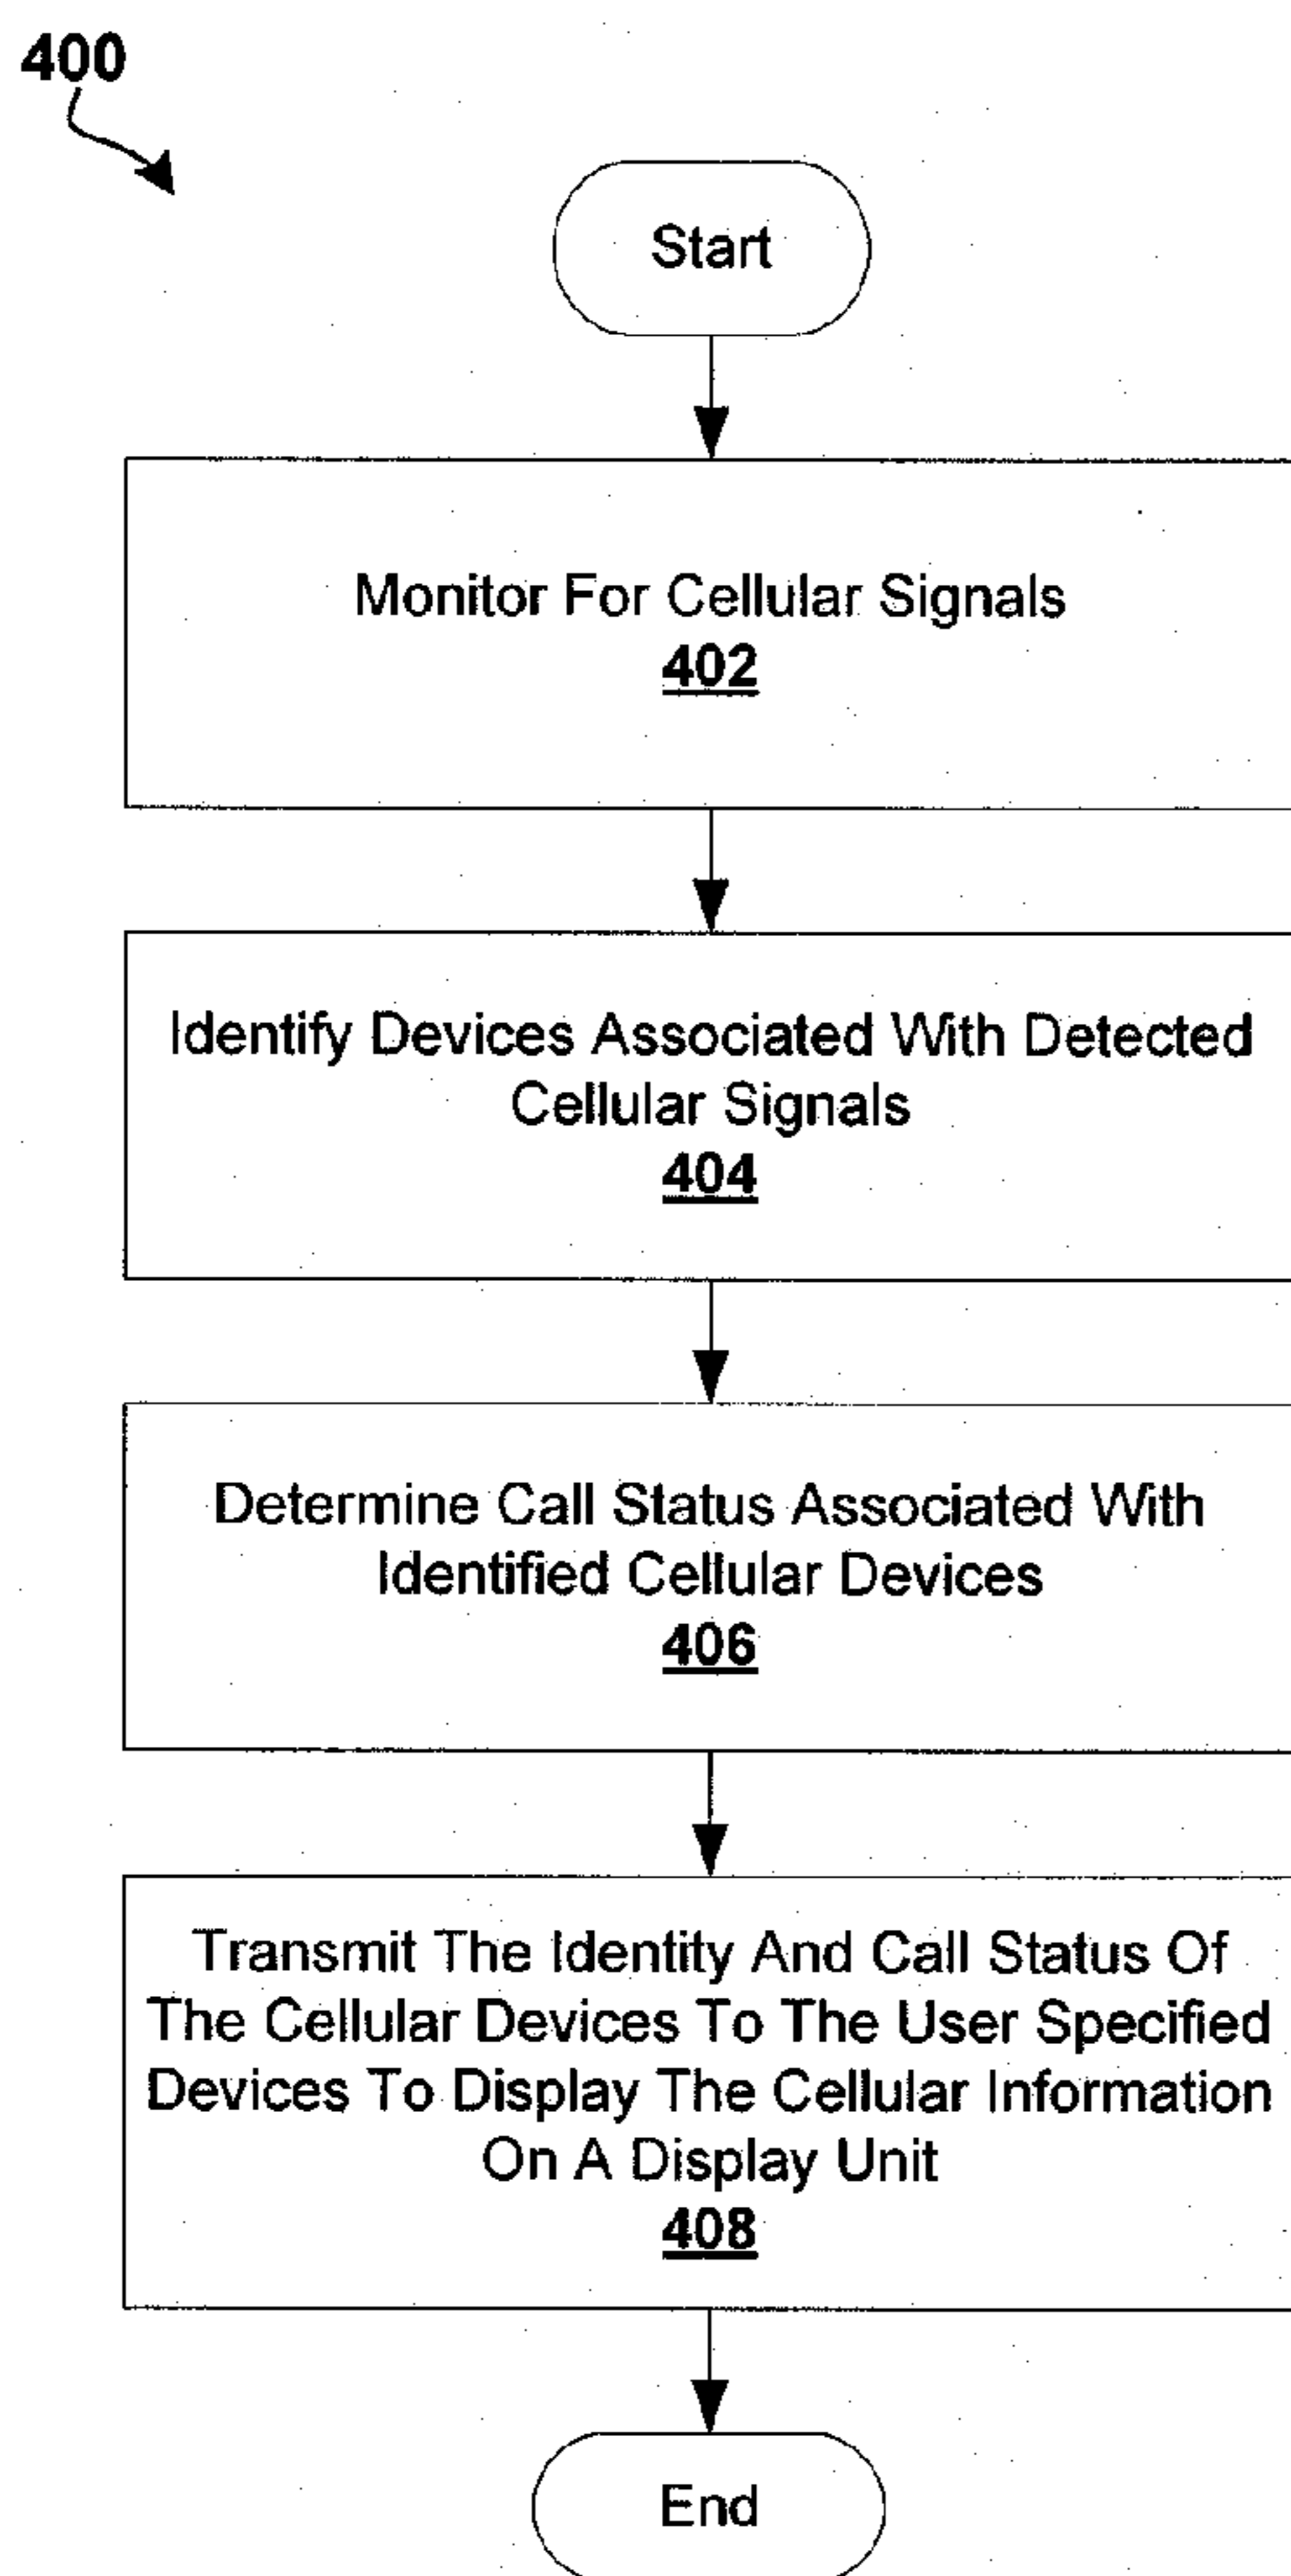 400
Start
Monitor For Cellular Signals
402
Identify Devices Associated With Detected
Cellular Signals
404
Determine Call Status Associated With
Identified Cellular Devices
406
Transmit The Identity And Call Status Of
The Cellular Devices To The User Specified
Devices To Display The Cellular Information
On A Display Unit
408
End